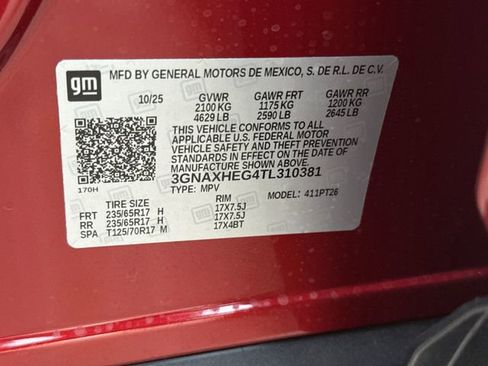 gm
MFD BY GENERAL MOTORS DE MEXICO, S. DE R.L. DE C.V.
10/25 GVWR GAWR FRT GAWR RR
2100 KG 1175 KG 1200 KG
4629 LB 2590 LB 2645 LB
THIS VEHICLE CONFORMS TO ALL
APPLICABLE U.S. FEDERAL MOTOR
VEHICLE SAFETY AND THEFT
PREVENTION STANDARDS IN EFFECT
ON THE DATE OF MANUFACTURE
SHOWN ABOVE.
3GNAXHEG4TL310381
170H TYPE: MPV MODEL: 411PT26
TIRE SIZE RIM
FRT 235/65R17 H 17X7.5J
RR 235/65R17 H 17X7.5J
SPA T125/70R17 M 17X4BT